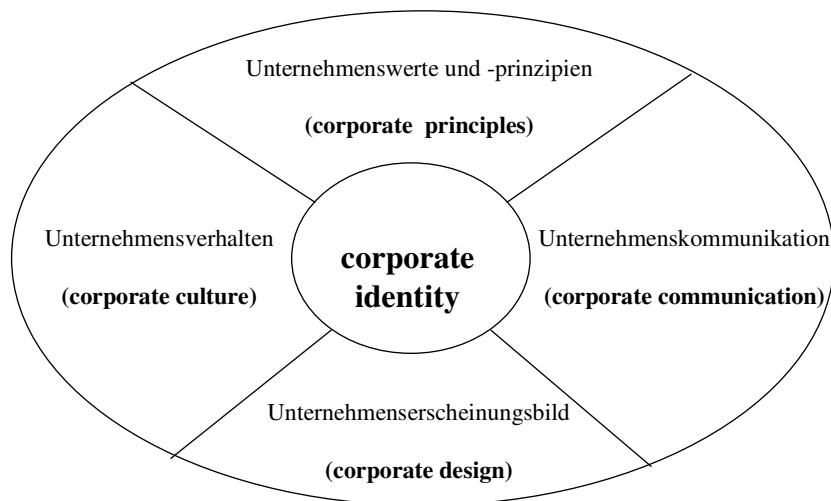 Unternehmenswerte und -prinzipien
(corporate principles)
Unternehmensverhalten
(corporate culture)
corporate
identity
Unternehmenskommunikation
(corporate communication)
Unternehmenserscheinungsbild
(corporate design)